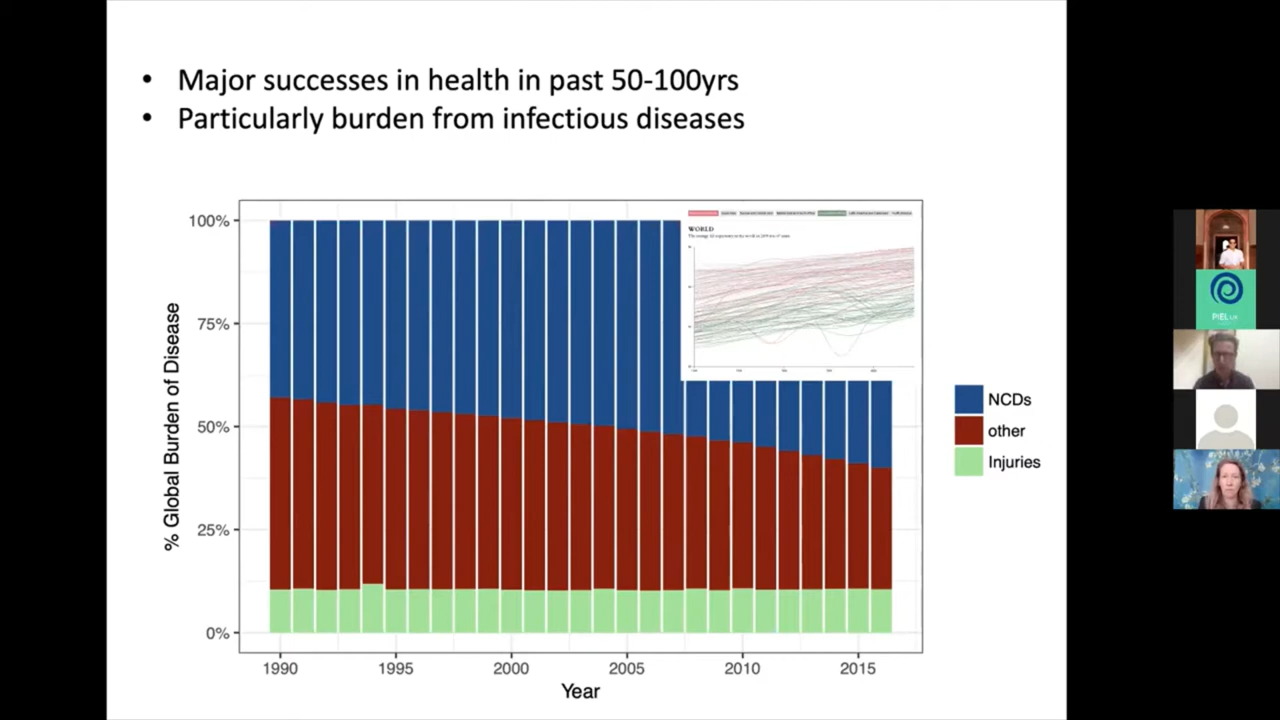 • Major successes in health in past 50-100yrs
• Particularly burden from infectious diseases
100%
75%
50%
25%
0%
% Global Burden of Disease
WORLD
1990
1995
2000
2005
2010
2015
Year
NCDs
other
Injuries
PIEL